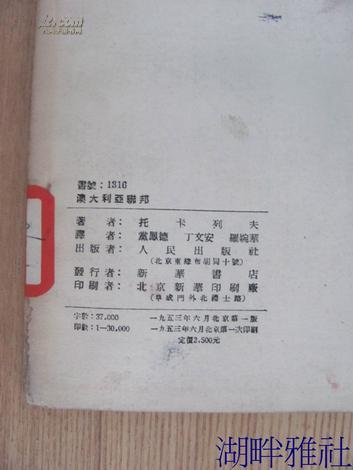 書號：1316
澳大利亞聯邦
著者：托卡列夫
譯者：黨鳳德 丁文安 羅婉華
出版者：人民出版社
（北京東總布胡同十號）
發行者：新華書店
印刷者：北京新華印刷廠
（阜成門外北禮士路）
字數：37,000 一九五三年六月北京第一版
印數：1—30,000 一九五三年六月北京第一次印刷
定價2,500元
湖畔雅社